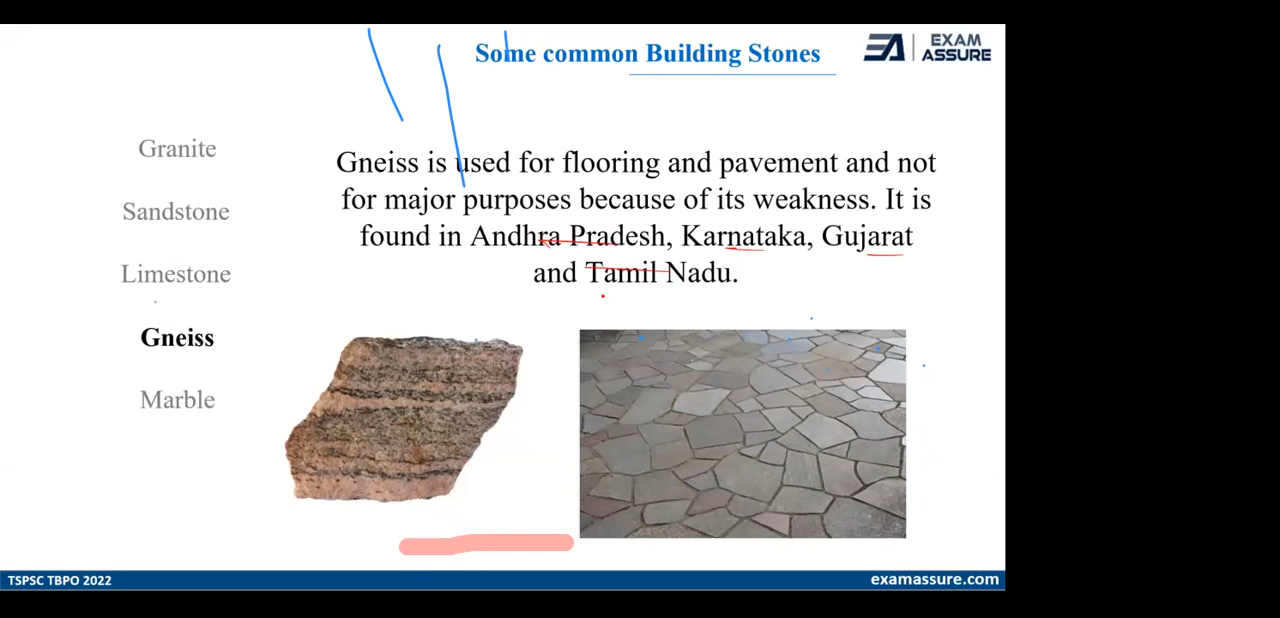 Some common Building Stones
EXAM
ASSURE
Granite
Sandstone
Limestone
Gneiss
Marble
Gneiss is used for flooring and pavement and not
for major purposes because of its weakness. It is
found in Andhra Pradesh, Karnataka, Gujarat
and Tamil Nadu.
TSPSC TBPO 2022
examassure.com